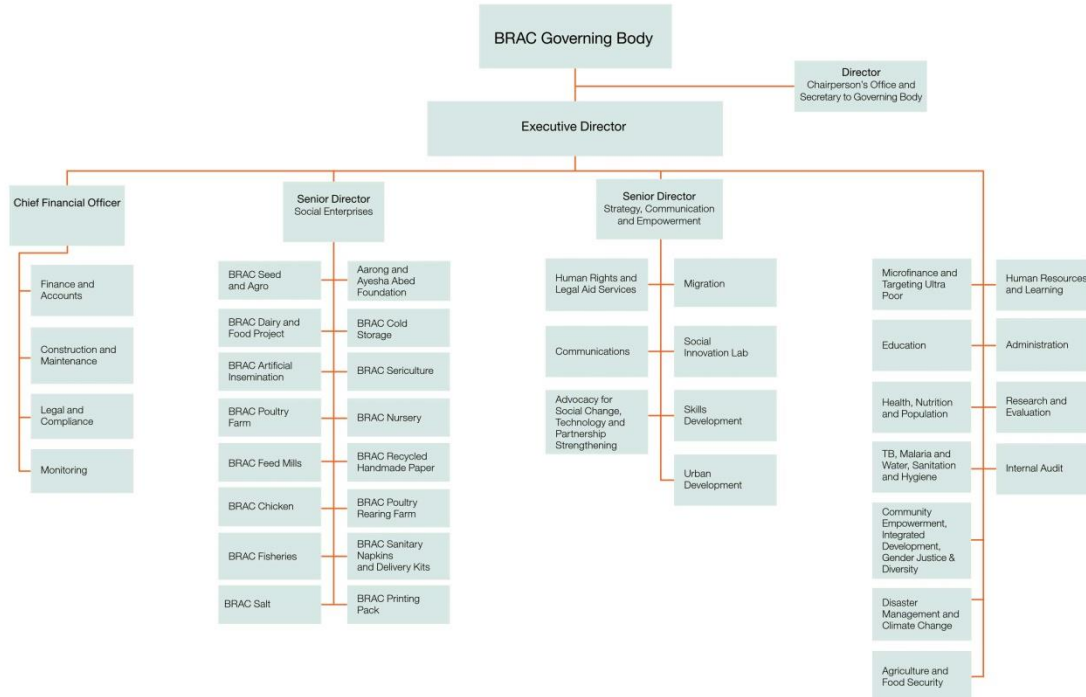 BRAC Governing Body
Director
Chairperson's Office and
Secretary to Governing Body
Executive Director
Chief Financial Officer
Finance and
Accounts
Construction and
Maintenance
Legal and
Compliance
Monitoring
Senior Director
Social Enterprises
BRAC Seed
and Agro
Aarong and
Ayesha Abed
Foundation
BRAC Dairy and
Food Project
BRAC Cold
Storage
BRAC Artificial
Insemination
BRAC Sericulture
BRAC Poultry
Farm
BRAC Nursery
BRAC Feed Mills
BRAC Recycled
Handmade Paper
BRAC Chicken
BRAC Poultry
Rearing Farm
BRAC Fisheries
BRAC Sanitary
Napkins
and Delivery Kits
BRAC Salt
BRAC Printing
Pack
Senior Director
Strategy, Communication
and Empowerment
Human Rights and
Legal Aid Services
Migration
Communications
Social
Innovation Lab
Advocacy for
Social Change,
Technology and
Partnership
Strengthening
Skills
Development
Urban
Development
Microfinance and
Targeting Ultra
Poor
Human Resources
and Learning
Education
Administration
Health, Nutrition
and Population
Research and
Evaluation
TB, Malaria and
Water, Sanitation
and Hygiene
Internal Audit
Community
Empowerment,
Integrated
Development,
Gender Justice &
Diversity
Disaster
Management and
Climate Change
Agriculture and
Food Security